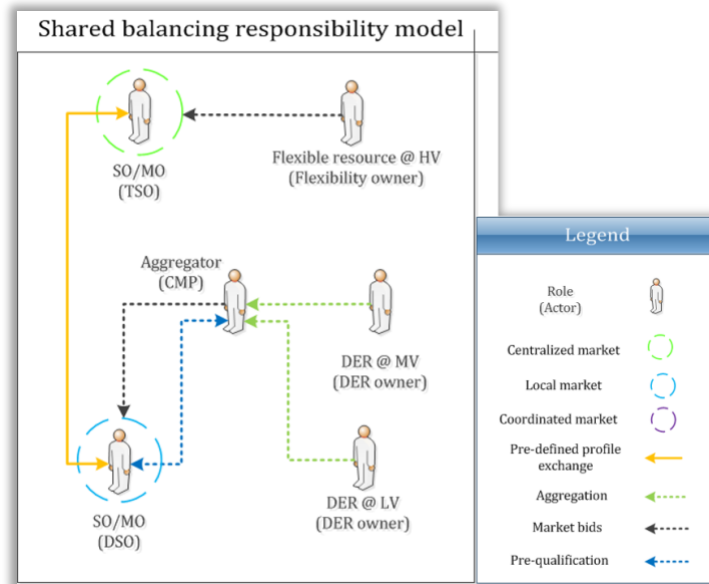 Shared balancing responsibility model
SO/MO
(TSO)
Flexible resource @ HV
(Flexibility owner)
Aggregator
(CMP)
DER @ MV
(DER owner)
SO/MO
(DSO)
DER @ LV
(DER owner)
Legend
Role
(Actor)
Centralized market
Local market
Coordinated market
Pre-defined profile
exchange
Aggregation
Market bids
Pre-qualification